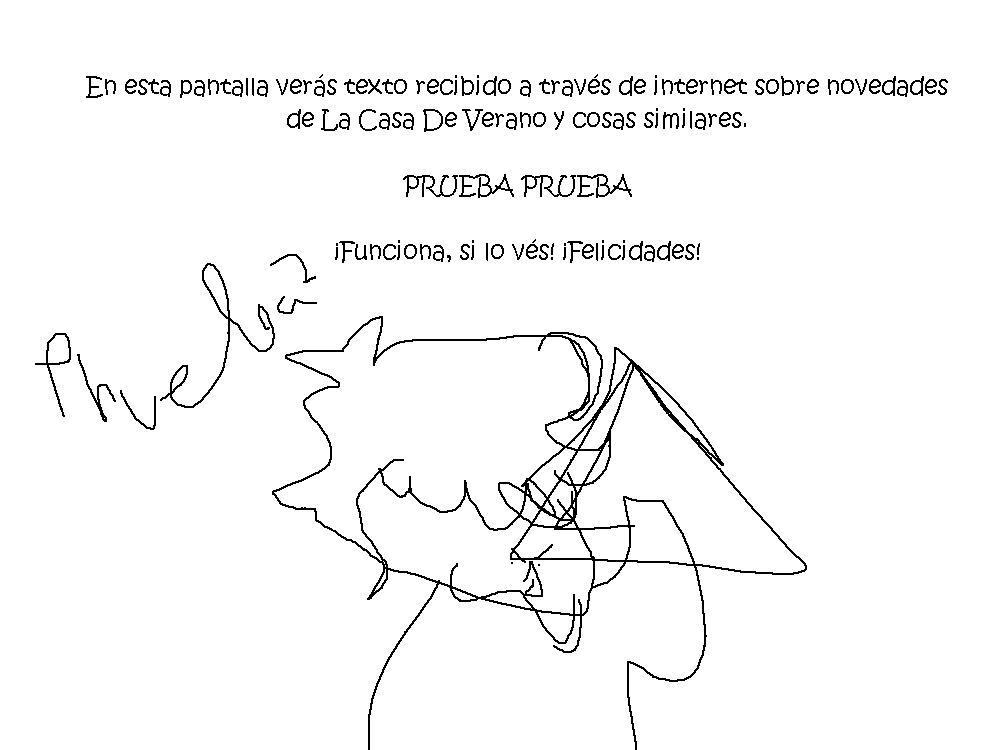 En esta pantalla verás texto recibido a través de internet sobre novedades
de La Casa De Verano y cosas similares.
PRUEBA PRUEBA
¡Funciona, si lo vés! ¡Felicidades!
Prueba